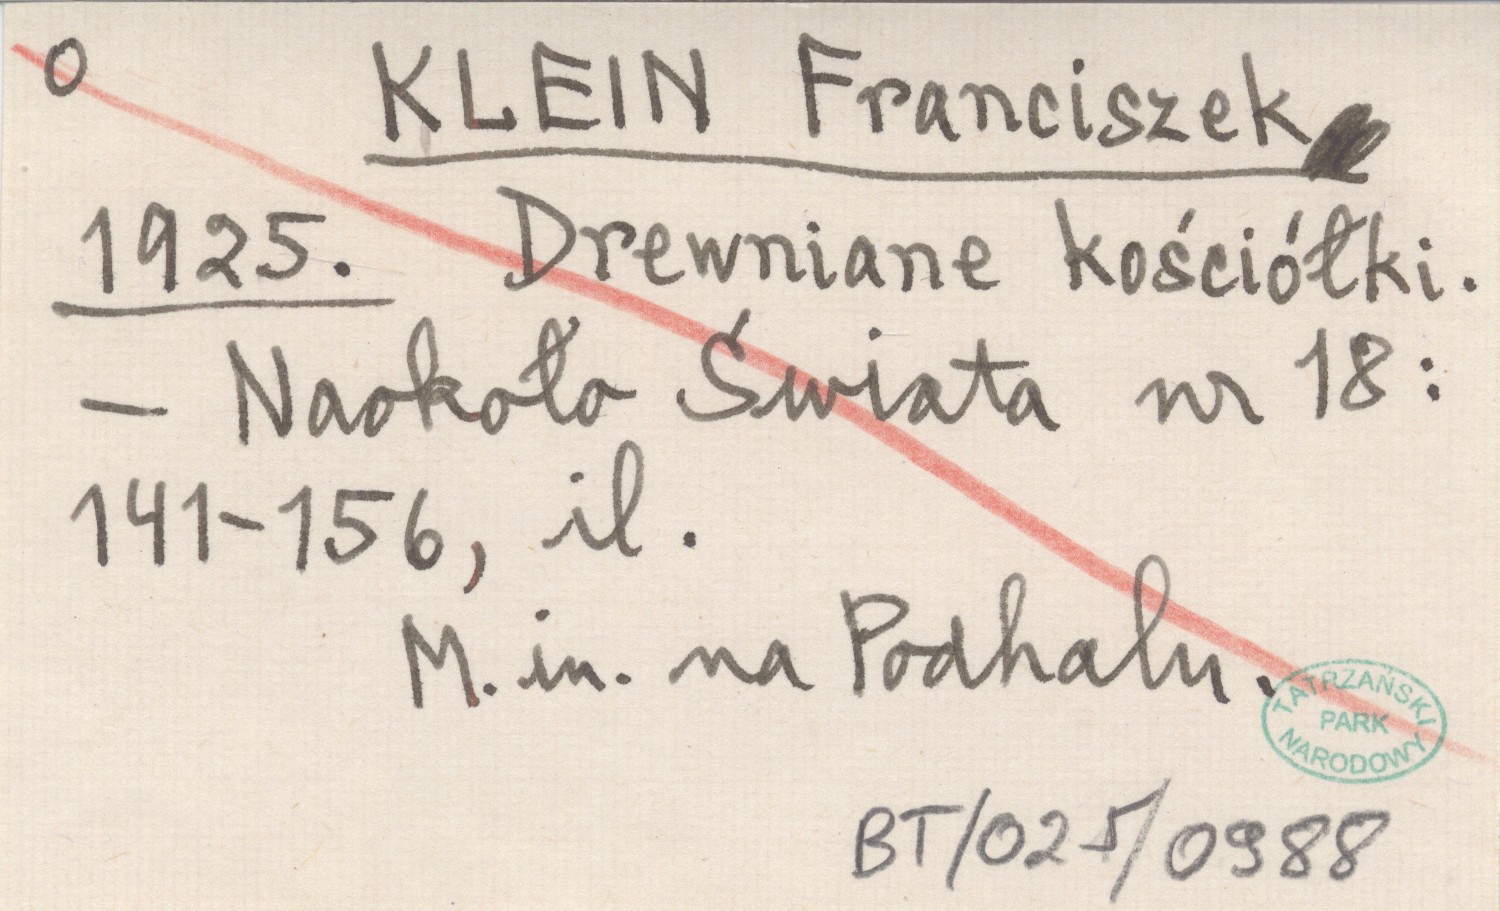 O KLEIN Franciszek
1925. Drewniane kościółki.
– Naokoło Świata nr 18:
141-156, il.
M.in. na Podhalu.
TATRZAŃSKI
PARK
NARODOWY
BT/025/0988